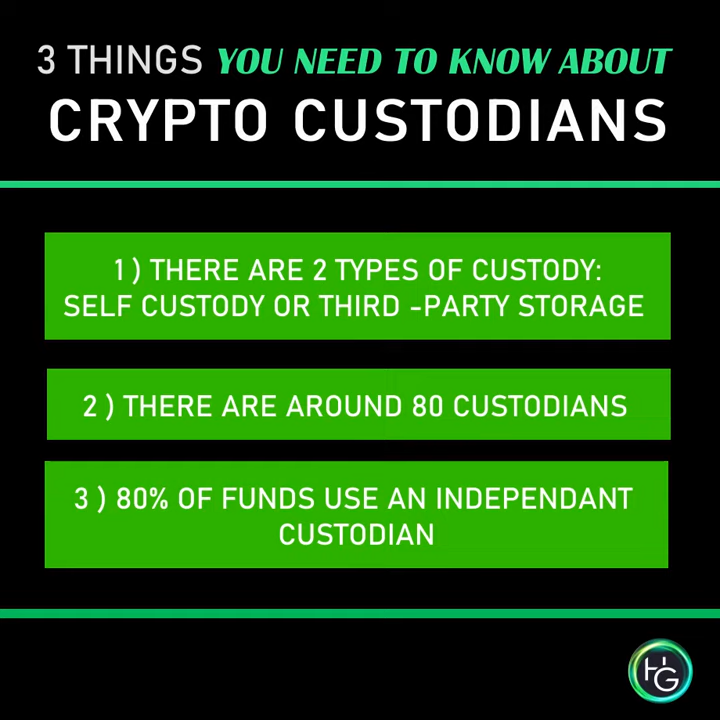 3 THINGS YOU NEED TO KNOW ABOUT
CRYPTO CUSTODIANS
1 ) THERE ARE 2 TYPES OF CUSTODY:
SELF CUSTODY OR THIRD -PARTY STORAGE
2 ) THERE ARE AROUND 80 CUSTODIANS
3 ) 80% OF FUNDS USE AN INDEPENDANT
CUSTODIAN
HG